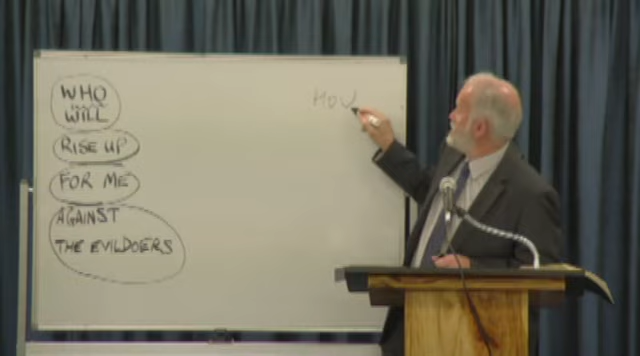 WHO
WILL
RISE UP
FOR ME
AGAINST
THE EVILDOERS
HOW